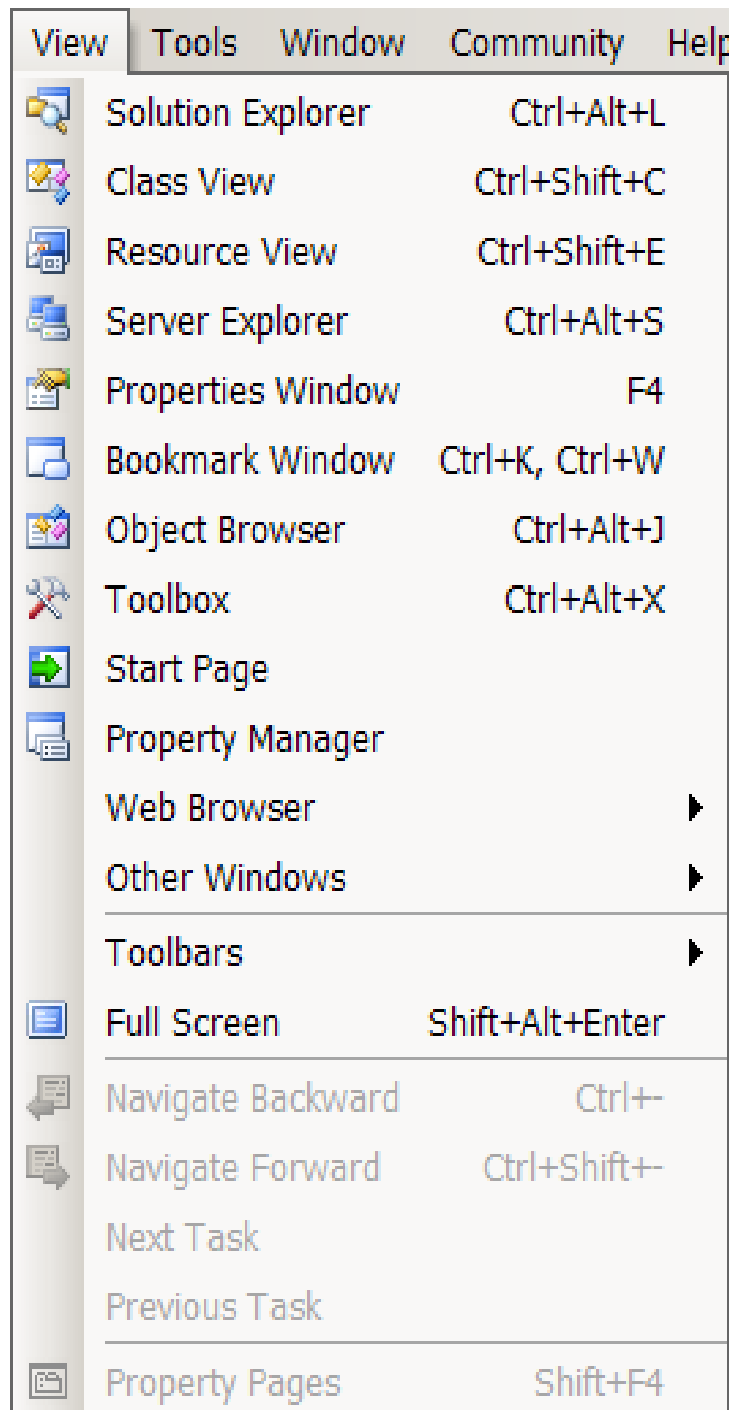 View Tools Window Community Help
Solution Explorer Ctrl+Alt+L
Class View Ctrl+Shift+C
Resource View Ctrl+Shift+E
Server Explorer Ctrl+Alt+S
Properties Window F4
Bookmark Window Ctrl+K, Ctrl+W
Object Browser Ctrl+Alt+J
Toolbox Ctrl+Alt+X
Start Page
Property Manager
Web Browser
Other Windows
Toolbars
Full Screen Shift+Alt+Enter
Navigate Backward Ctrl+-
Navigate Forward Ctrl+Shift+-
Next Task
Previous Task
Property Pages Shift+F4